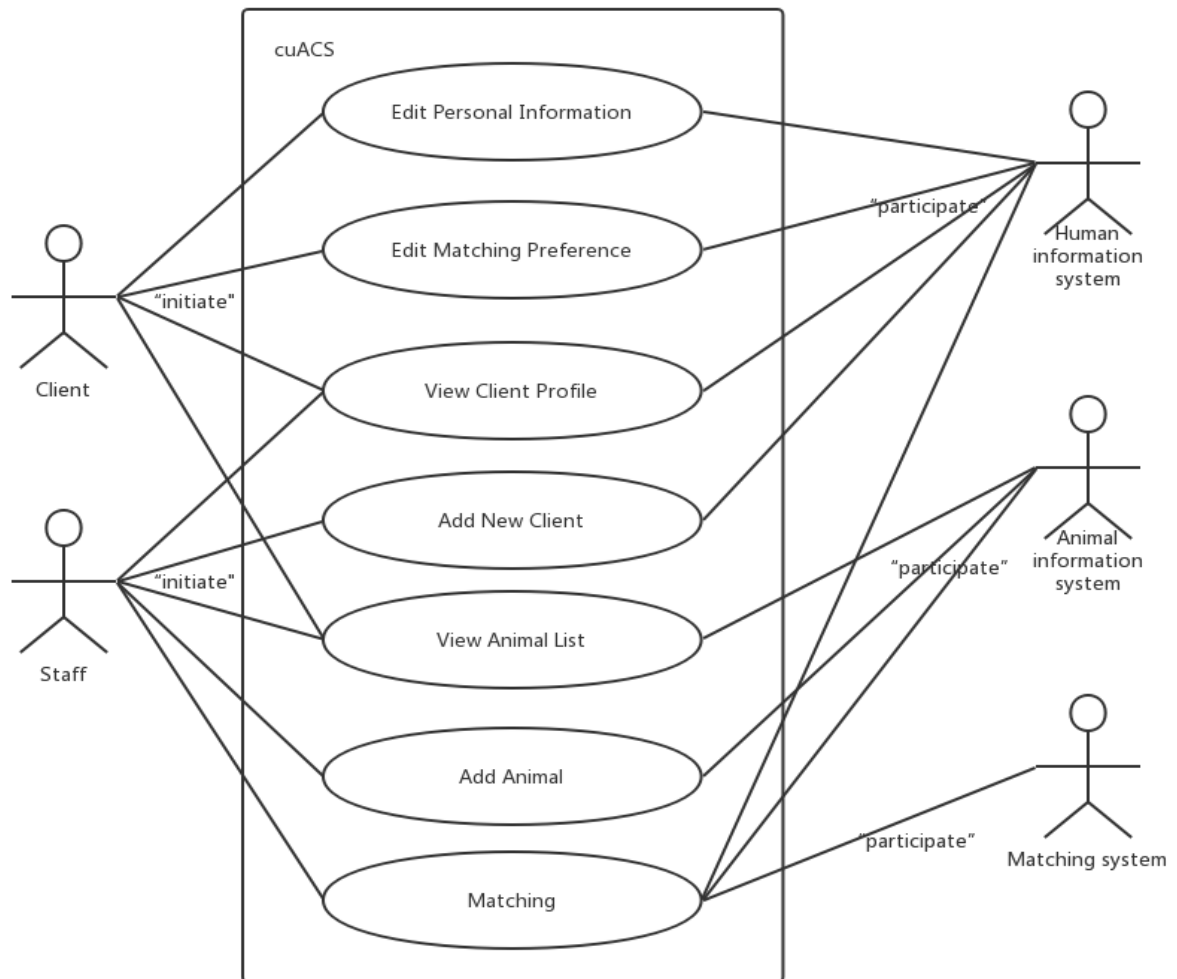 cuACS
Edit Personal Information
“participate”
Edit Matching Preference
Human
information
system
“initiate"
Client
View Client Profile
Add New Client
Animal
information
system
“participate”
“initiate"
View Animal List
Staff
Add Animal
“participate”
Matching system
Matching